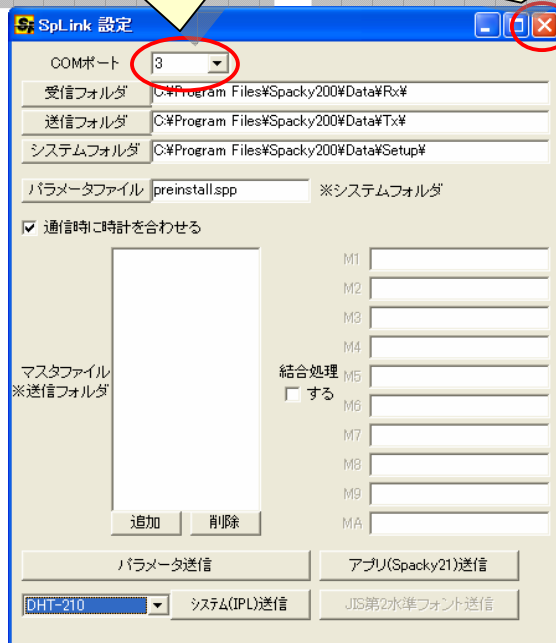 SpLink 設定
COMポート 3
受信フォルダ C:¥Program Files¥Spacky200¥Data¥Rx¥
送信フォルダ C:¥Program Files¥Spacky200¥Data¥Tx¥
システムフォルダ C:¥Program Files¥Spacky200¥Data¥Setup¥
パラメータファイル preinstall.spp ※システムフォルダ
通信時に時計を合わせる
マスタファイル
※送信フォルダ
追加 削除
結合処理
する
M1
M2
M3
M4
M5
M6
M7
M8
M9
MA
パラメータ送信 アプリ(Spacky21)送信
DHT-210 システム(IPL)送信 JIS第2水準フォント送信